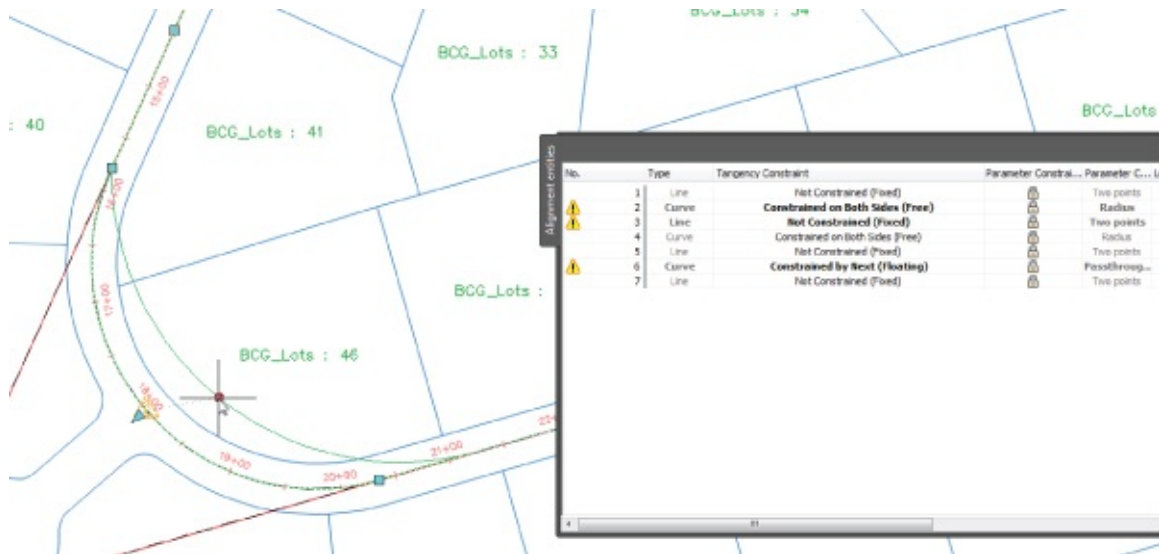 BCG_Lots : 34
BCG_Lots : 33
15+00
BCG_Lots
: 40
BCG_Lots : 41
Alignment entities
No. Type Tangency Constraint Parameter Constrai... Parameter C... L
1 Line Not Constrained (Fixed) Two points
2 Curve Constrained on Both Sides (Free) Radius
3 Line Not Constrained (Fixed) Two points
4 Curve Constrained on Both Sides (Free) Radius
5 Line Not Constrained (Fixed) Two points
6 Curve Constrained by Next (Floating) Passthroug...
7 Line Not Constrained (Fixed) Two points
16+00
17+00
BCG_Lots :
BCG_Lots : 46
18+00
22+
21+00
19+00
20+00